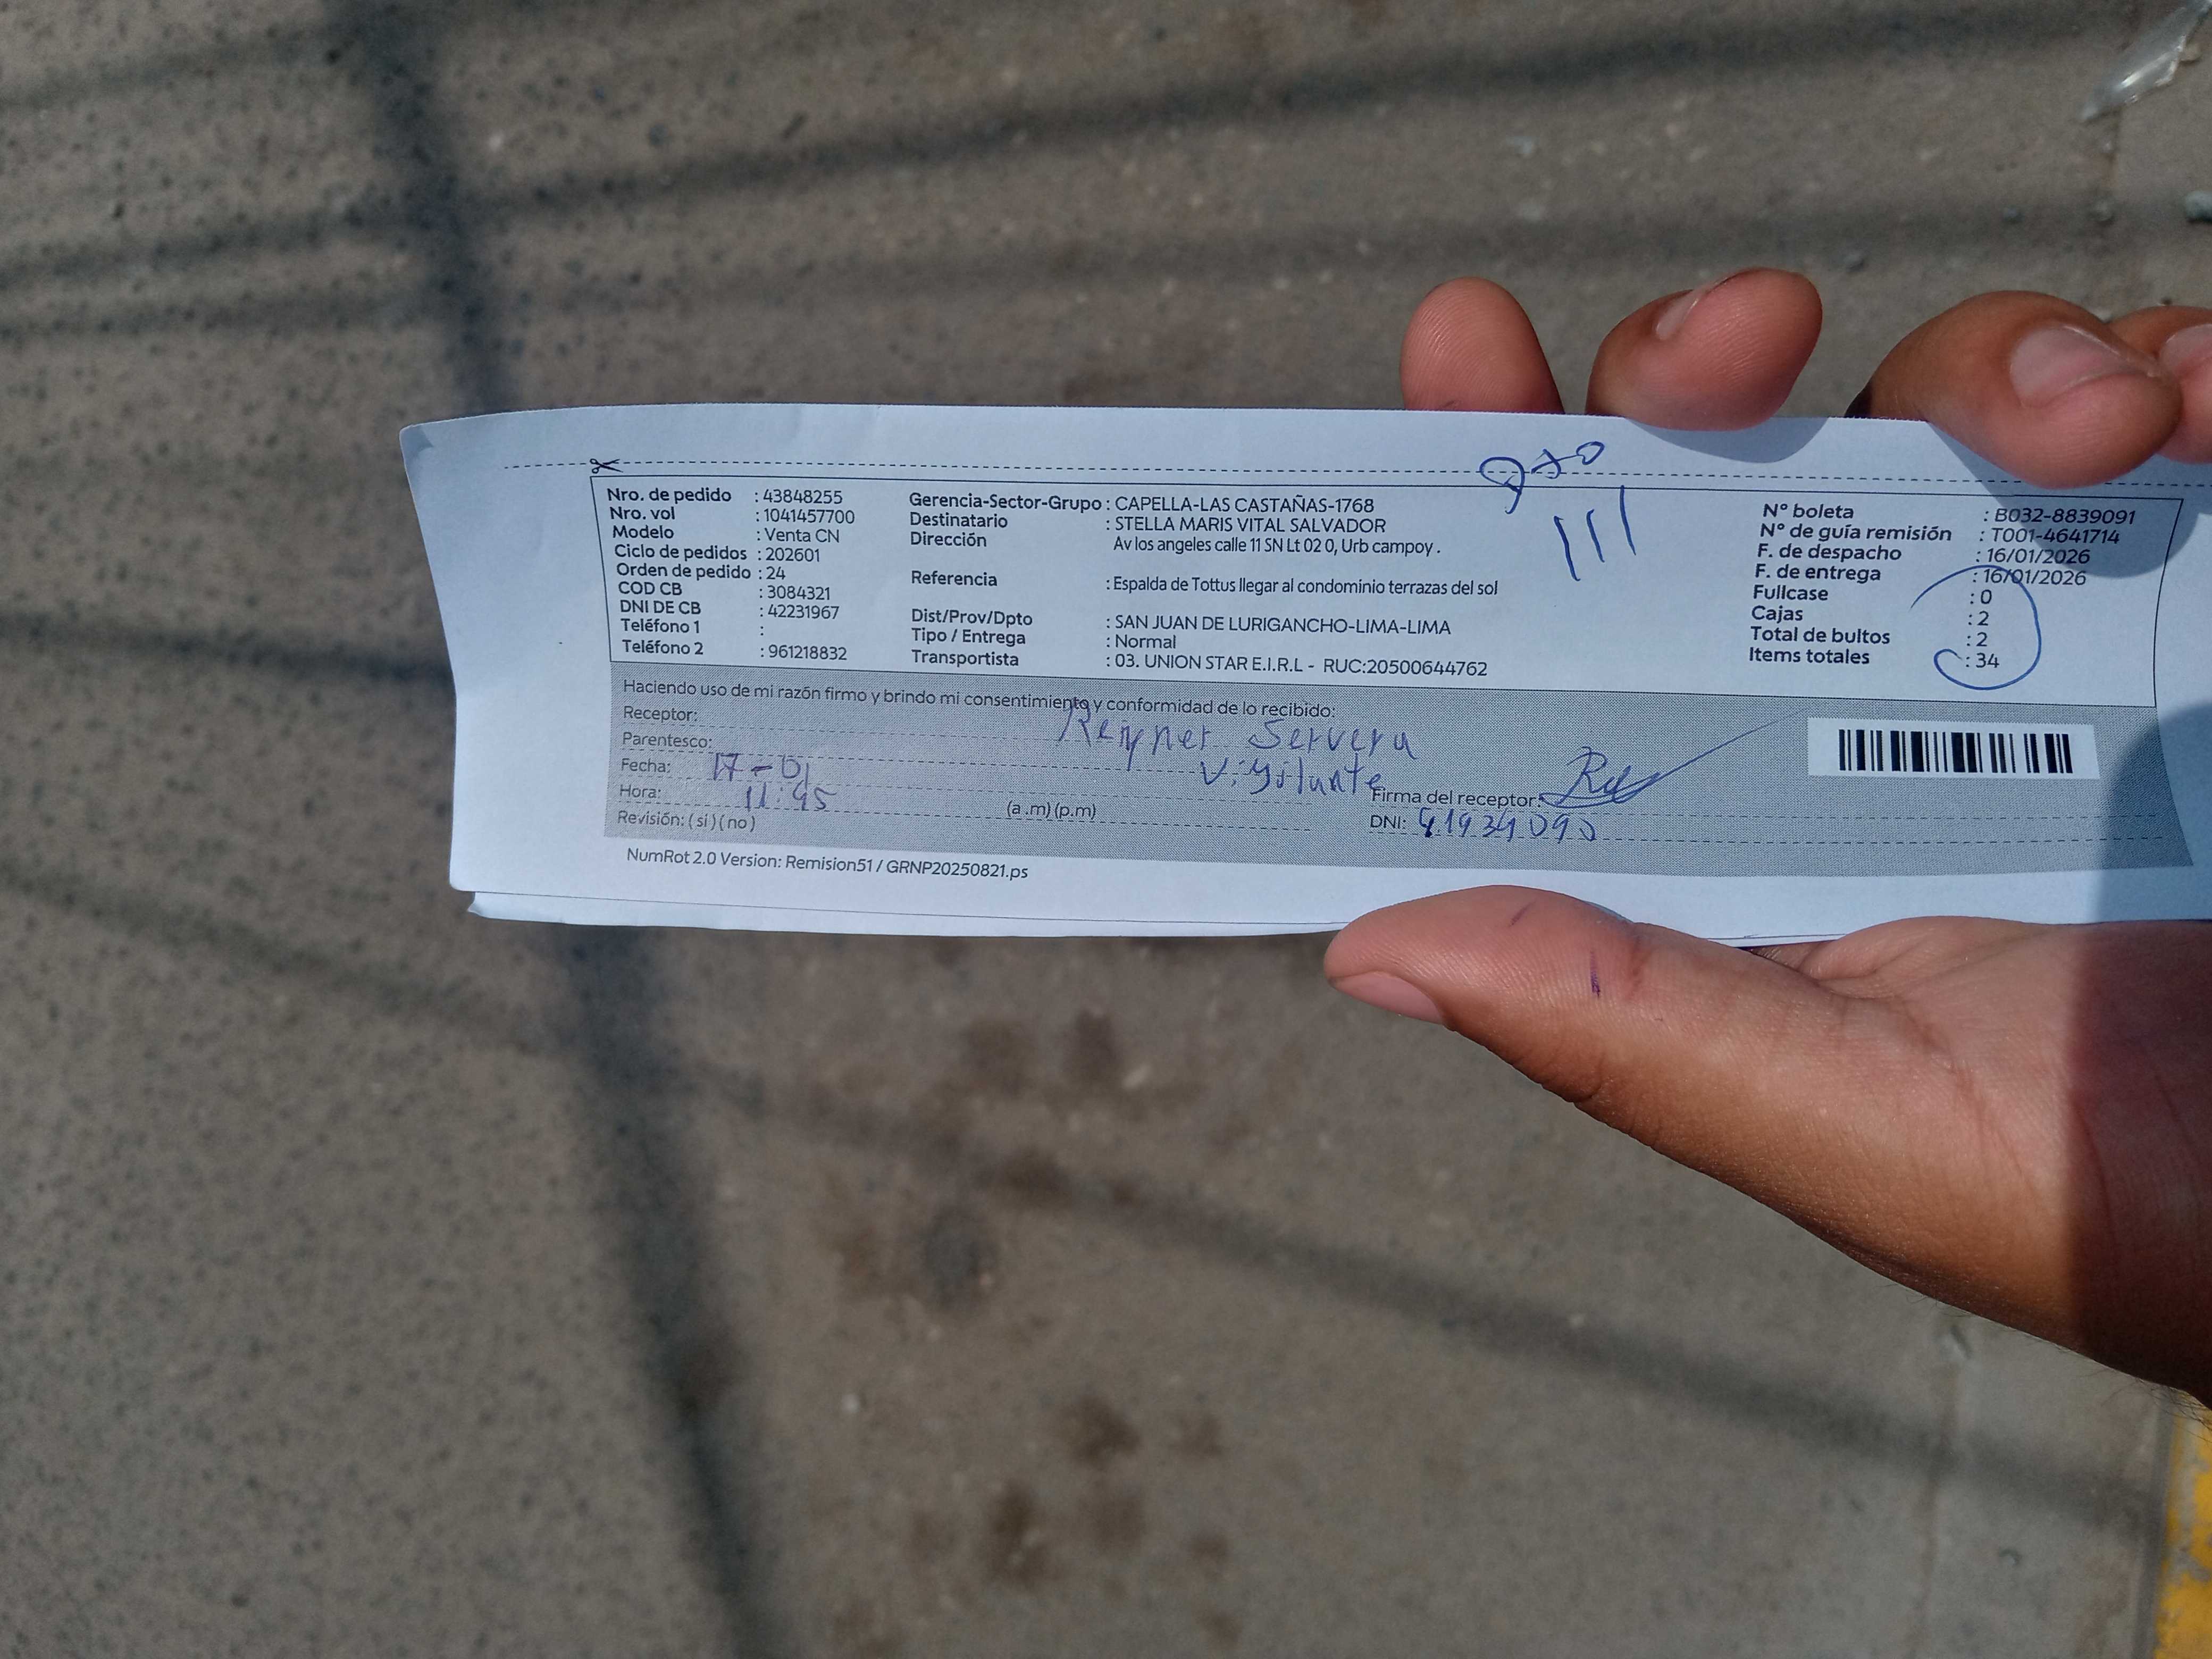 Dto
111
Nro. de pedido : 43848255
Nro. vol : 1041457700
Modelo : Venta CN
Ciclo de pedidos : 202601
Orden de pedido : 24
COD CB : 3084321
DNI DE CB : 42231967
Teléfono 1 :
Teléfono 2 : 961218832
Gerencia-Sector-Grupo : CAPELLA-LAS CASTAÑAS-1768
Destinatario : STELLA MARIS VITAL SALVADOR
Dirección Av los angeles calle 11 SN Lt 02 0, Urb campoy .
Referencia : Espalda de Tottus llegar al condominio terrazas del sol
Dist/Prov/Dpto : SAN JUAN DE LURIGANCHO-LIMA-LIMA
Tipo / Entrega : Normal
Transportista : 03. UNION STAR E.I.R.L - RUC:20500644762
N° boleta : B032-8839091
N° de guía remisión : T001-4641714
F. de despacho : 16/01/2026
F. de entrega : 16/01/2026
Fullcase : 0
Cajas : 2
Total de bultos : 2
Items totales : 34
Haciendo uso de mi razón firmo y brindo mi consentimiento y conformidad de lo recibido:
Receptor: Servera
Parentesco: Vigilante
Fecha: 17-01
Hora: 11:45 (a .m) (p.m)
Revisión: ( si ) ( no )
Firma del receptor:
DNI: 41934090
NumRot 2.0 Version: Remision51 / GRNP20250821.ps